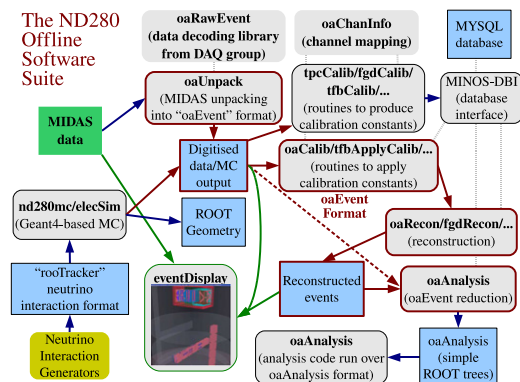 The ND280
Offline
Software
Suite
oaRawEvent
(data decoding library
from DAQ group)
oaChanInfo
(channel mapping)
MYSQL
database
oaUnpack
(MIDAS unpacking
into “oaEvent” format)
tpcCalib/fgdCalib/
tfbCalib/...
(routines to produce
calibration constants)
MINOS-DBI
(database
interface)
MIDAS
data
Digitised
data/MC
output
oaCalib/tfbApplyCalib/...
(routines to apply
calibration constants)
oaEvent
Format
nd280mc/elecSim
(Geant4-based MC)
ROOT
Geometry
oaRecon/fgdRecon/...
(reconstruction)
“rooTracker”
neutrino
interaction format
eventDisplay
Reconstructed
events
oaAnalysis
(oaEvent reduction)
Neutrino
Interaction
Generators
oaAnalysis
(analysis code run over
oaAnalysis format)
oaAnalysis
(simple
ROOT trees)